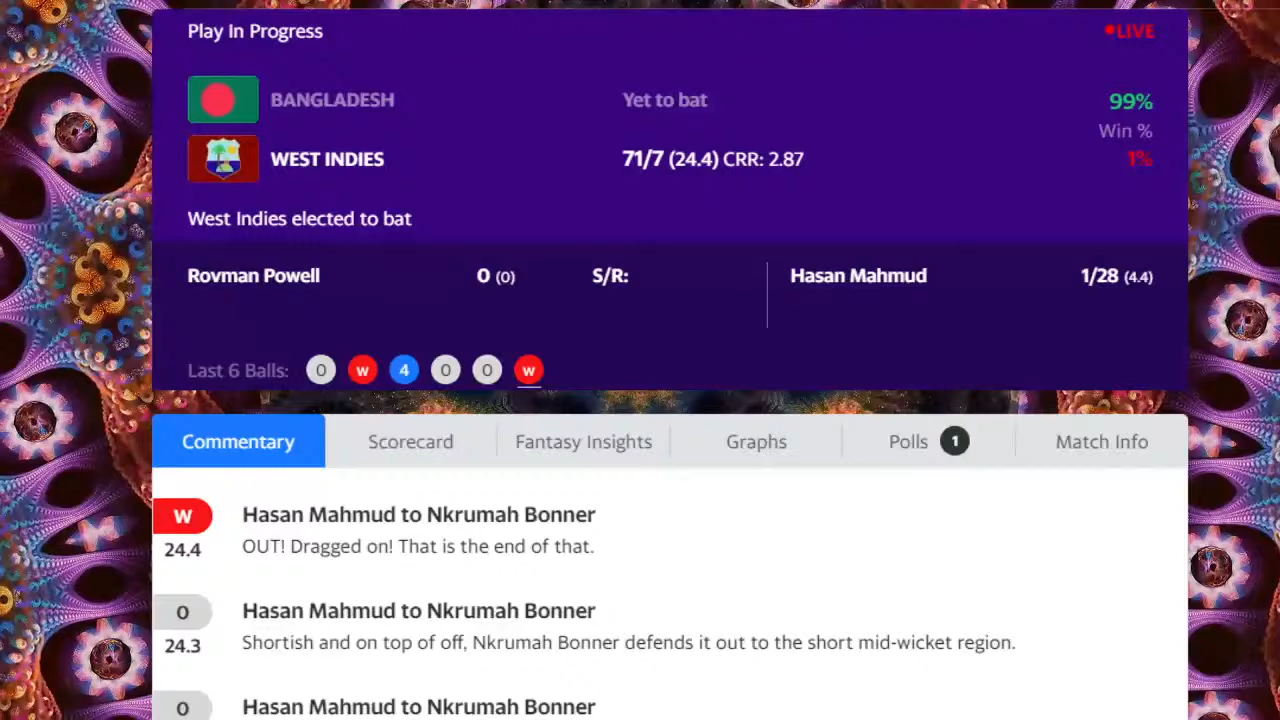 Play In Progress
LIVE
BANGLADESH Yet to bat 99%
Win %
WEST INDIES 71/7 (24.4) CRR: 2.87 1%
West Indies elected to bat
Rovman Powell 0 (0) S/R: Hasan Mahmud 1/28 (4.4)
Last 6 Balls: 0 w 4 0 0 w
Commentary Scorecard Fantasy Insights Graphs Polls 1 Match Info
W Hasan Mahmud to Nkrumah Bonner
24.4 OUT! Dragged on! That is the end of that.
0 Hasan Mahmud to Nkrumah Bonner
24.3 Shortish and on top of off, Nkrumah Bonner defends it out to the short mid-wicket region.
0 Hasan Mahmud to Nkrumah Bonner